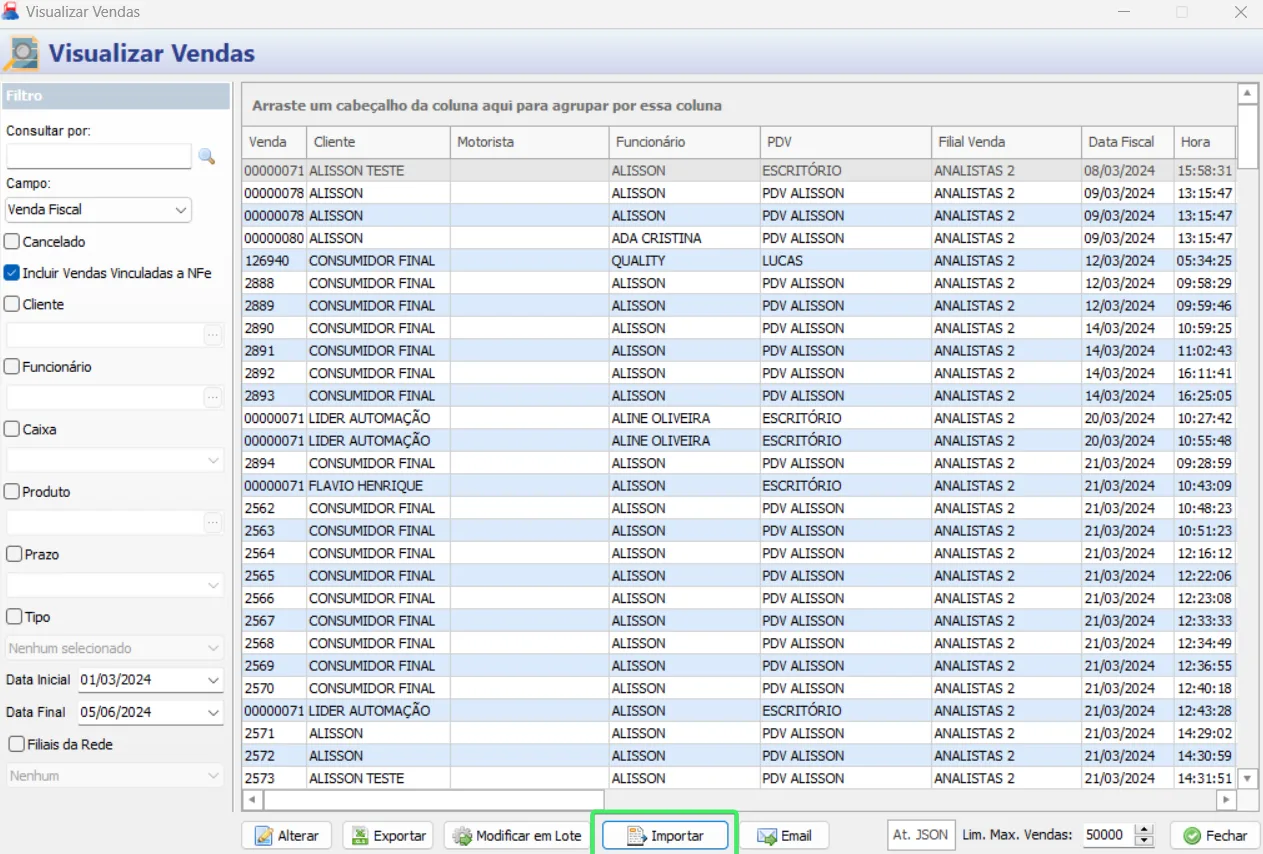 Visualizar Vendas
Visualizar Vendas
Filtro
Consultar por:
Campo:
Venda Fiscal
Cancelado
Incluir Vendas Vinculadas a NFe
Cliente
Funcionário
Caixa
Produto
Prazo
Tipo
Nenhum selecionado
Data Inicial 01/03/2024
Data Final 05/06/2024
Filiais da Rede
Nenhum
Arraste um cabeçalho da coluna aqui para agrupar por essa coluna
Venda Cliente Motorista Funcionário PDV Filial Venda Data Fiscal Hora
00000071 ALISSON TESTE ALISSON ESCRITÓRIO ANALISTAS 2 08/03/2024 15:58:31
00000078 ALISSON ALISSON PDV ALISSON ANALISTAS 2 09/03/2024 13:15:47
00000078 ALISSON ALISSON PDV ALISSON ANALISTAS 2 09/03/2024 13:15:47
00000080 ALISSON ADA CRISTINA PDV ALISSON ANALISTAS 2 09/03/2024 13:15:47
126940 CONSUMIDOR FINAL QUALITY LUCAS ANALISTAS 2 12/03/2024 05:34:25
2888 CONSUMIDOR FINAL ALISSON PDV ALISSON ANALISTAS 2 12/03/2024 09:58:29
2889 CONSUMIDOR FINAL ALISSON PDV ALISSON ANALISTAS 2 12/03/2024 09:59:46
2890 CONSUMIDOR FINAL ALISSON PDV ALISSON ANALISTAS 2 14/03/2024 10:59:25
2891 CONSUMIDOR FINAL ALISSON PDV ALISSON ANALISTAS 2 14/03/2024 11:02:43
2892 CONSUMIDOR FINAL ALISSON PDV ALISSON ANALISTAS 2 14/03/2024 16:11:41
2893 CONSUMIDOR FINAL ALISSON PDV ALISSON ANALISTAS 2 14/03/2024 16:25:05
00000071 LIDER AUTOMAÇÃO ALINE OLIVEIRA ESCRITÓRIO ANALISTAS 2 20/03/2024 10:27:42
00000071 LIDER AUTOMAÇÃO ALINE OLIVEIRA ESCRITÓRIO ANALISTAS 2 20/03/2024 10:55:48
2894 CONSUMIDOR FINAL ALISSON PDV ALISSON ANALISTAS 2 21/03/2024 09:28:59
00000071 FLAVIO HENRIQUE ALISSON ESCRITÓRIO ANALISTAS 2 21/03/2024 10:43:09
2562 CONSUMIDOR FINAL ALISSON PDV ALISSON ANALISTAS 2 21/03/2024 10:48:23
2563 CONSUMIDOR FINAL ALISSON PDV ALISSON ANALISTAS 2 21/03/2024 10:51:23
2564 CONSUMIDOR FINAL ALISSON PDV ALISSON ANALISTAS 2 21/03/2024 12:16:12
2565 CONSUMIDOR FINAL ALISSON PDV ALISSON ANALISTAS 2 21/03/2024 12:22:06
2566 CONSUMIDOR FINAL ALISSON PDV ALISSON ANALISTAS 2 21/03/2024 12:23:08
2567 CONSUMIDOR FINAL ALISSON PDV ALISSON ANALISTAS 2 21/03/2024 12:33:33
2568 CONSUMIDOR FINAL ALISSON PDV ALISSON ANALISTAS 2 21/03/2024 12:34:49
2569 CONSUMIDOR FINAL ALISSON PDV ALISSON ANALISTAS 2 21/03/2024 12:36:55
2570 CONSUMIDOR FINAL ALISSON PDV ALISSON ANALISTAS 2 21/03/2024 12:40:18
00000071 LIDER AUTOMAÇÃO ALISSON ESCRITÓRIO ANALISTAS 2 21/03/2024 12:43:28
2571 ALISSON ALISSON PDV ALISSON ANALISTAS 2 21/03/2024 14:29:02
2572 ALISSON ALISSON PDV ALISSON ANALISTAS 2 21/03/2024 14:30:59
2573 ALISSON TESTE ALISSON PDV ALISSON ANALISTAS 2 21/03/2024 14:31:51
Alterar Exportar Modificar em Lote Importar Email At. JSON Lim. Max. Vendas: 50000 Fechar